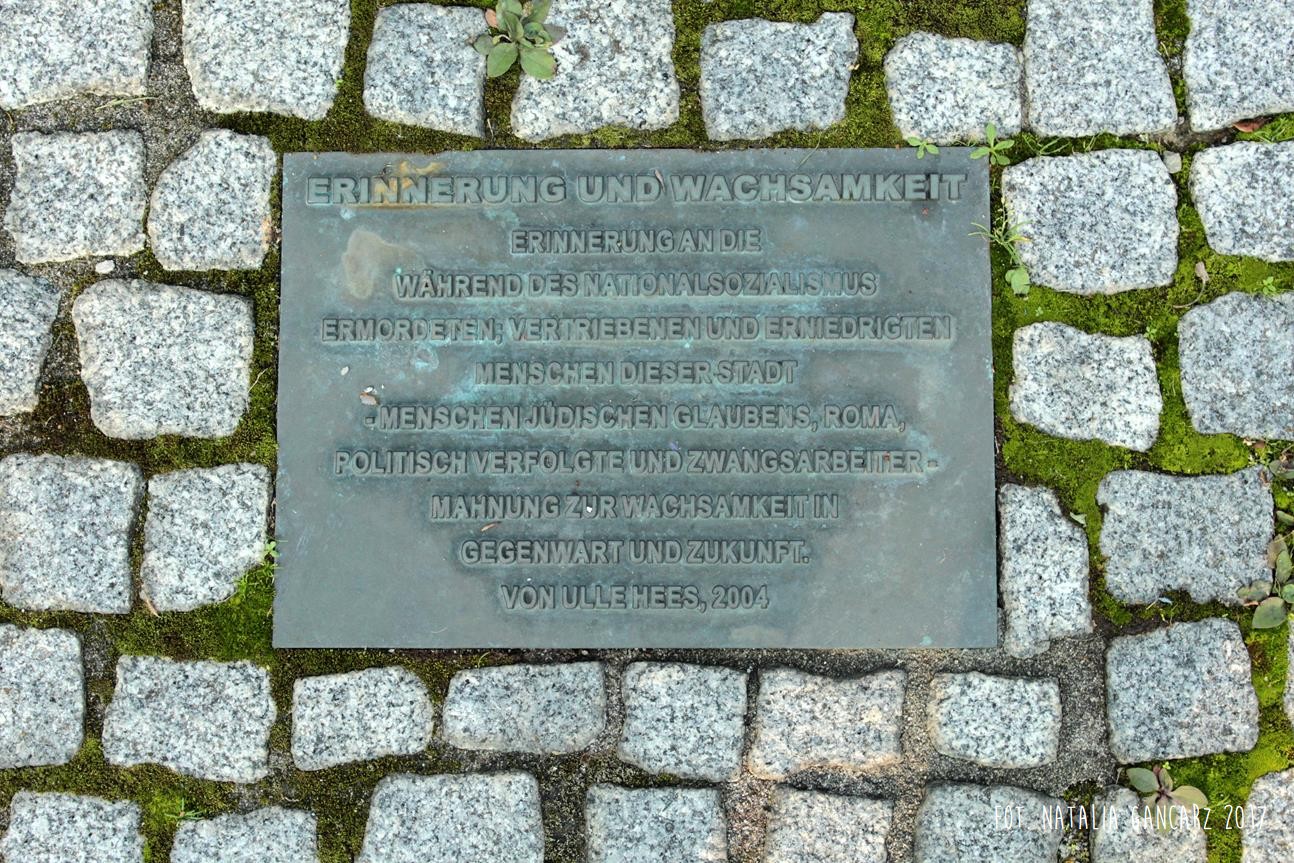 ERINNERUNG UND WACHSAMKEIT
ERINNERUNG AN DIE
WÄHREND DES NATIONALSOZIALISMUS
ERMORDETEN, VERTRIEBENEN UND ERNIEDRIGTEN
MENSCHEN DIESER STADT
- MENSCHEN JÜDISCHEN GLAUBENS, ROMA,
POLITISCH VERFOLGTE UND ZWANGSARBEITER -
MAHNUNG ZUR WACHSAMKEIT IN
GEGENWART UND ZUKUNFT.
VON ULLE HEES, 2004
FOT. NATALIA GANCARZ 2017